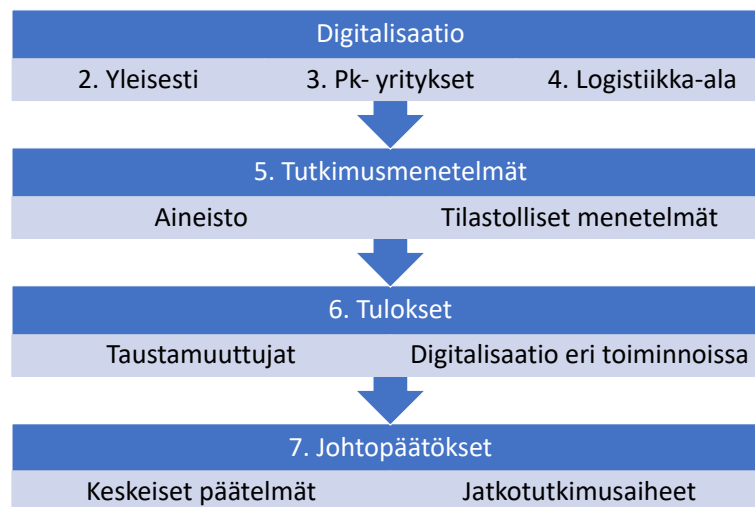 Digitalisaatio
2. Yleisesti 3. Pk- yritykset 4. Logistiikka-ala
5. Tutkimusmenetelmät
Aineisto Tilastolliset menetelmät
6. Tulokset
Taustamuuttujat Digitalisaatio eri toiminnoissa
7. Johtopäätökset
Keskeiset päätelmät Jatkotutkimusaiheet